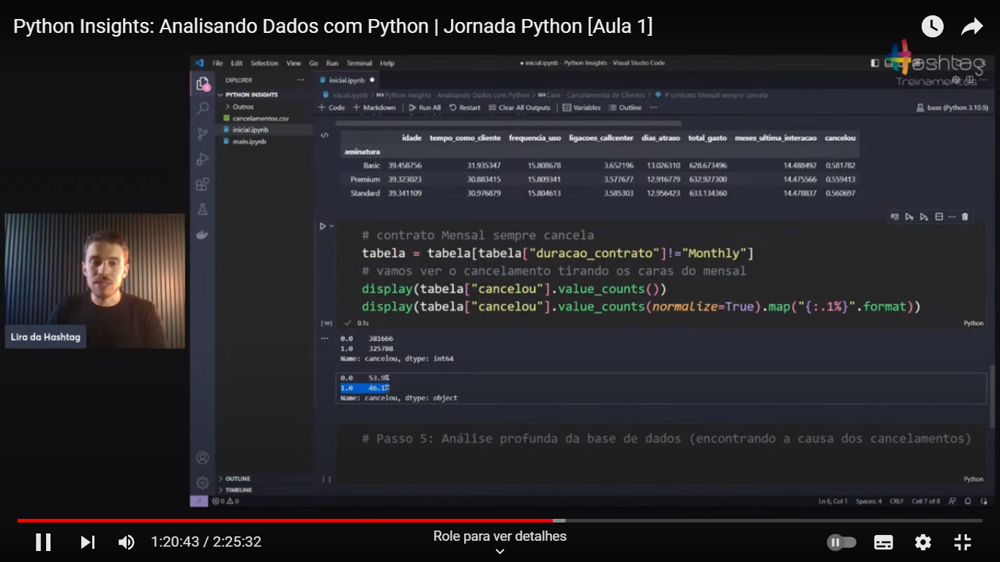 Python Insights: Analisando Dados com Python | Jornada Python [Aula 1]
Hashtag
Treinamentos
File Edit Selection View Go Run Terminal Help
● inicial.ipynb - Python Insights - Visual Studio Code
EXPLORER ···
PYTHON INSIGHTS
Outros
cancelamentos.csv
inicial.ipynb
main.ipynb
inicial.ipynb ●
inicial.ipynb > M↓Python Insights - Analisando Dados com Python > M↓Case - Cancelamento de Clientes > # contrato Mensal sempre cancela
+ Code + Markdown Run All Restart Clear All Outputs Variables Outline ··· base (Python 3.10.9)
idade tempo_como_cliente frequencia_uso ligacoes_callcenter dias_atraso total_gasto meses_ultima_interacao cancelou
assinatura
Basic 39.458756 31.935347 15.808678 3.652196 13.026310 628.673496 14.488492 0.581782
Premium 39.323023 30.883415 15.809341 3.577677 12.916779 632.927300 14.475566 0.559413
Standard 39.341109 30.976879 15.804613 3.585303 12.956423 633.134360 14.478837 0.560697
# contrato Mensal sempre cancela
tabela = tabela[tabela["duracao_contrato"]!="Monthly"]
# vamos ver o cancelamento tirando os caras do mensal
display(tabela["cancelou"].value_counts())
display(tabela["cancelou"].value_counts(normalize=True).map("{:.1%}".format))
0.1s
Python
0.0 381666
1.0 325788
Name: cancelou, dtype: int64
0.0 53.9%
1.0 46.1%
Name: cancelou, dtype: object
# Passo 5: Análise profunda da base de dados (encontrando a causa dos cancelamentos)
[ ]
Python
Lira da Hashtag
OUTLINE
TIMELINE
0 0
Ln 6, Col 1 Spaces: 4 CRLF Cell 7 of 8
1:20:43 / 2:25:32
Role para ver detalhes